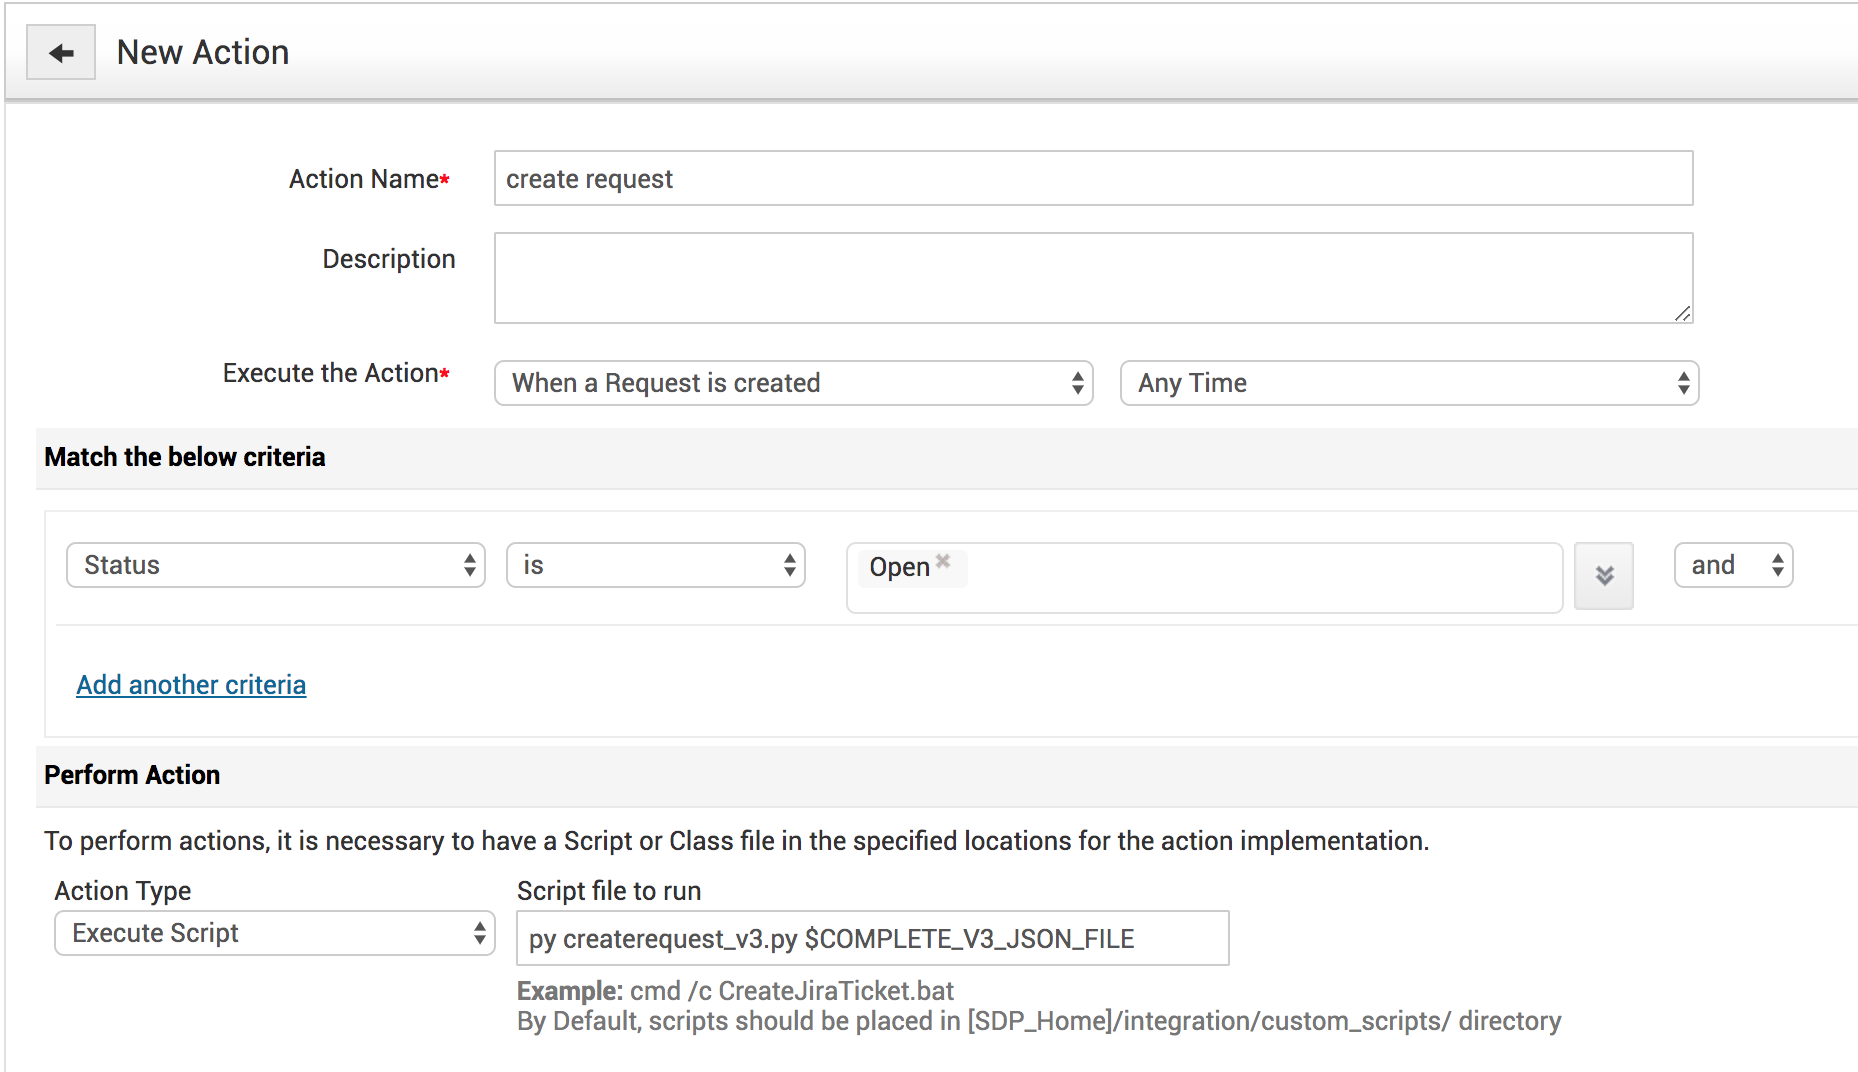 New Action
Action Name*
create request
Description
Execute the Action*
When a Request is created
Any Time
Match the below criteria
Status
is
Open
and
Add another criteria
Perform Action
To perform actions, it is necessary to have a Script or Class file in the specified locations for the action implementation.
Action Type
Script file to run
Execute Script
py createrequest_v3.py $COMPLETE_V3_JSON_FILE
Example: cmd /c CreateJiraTicket.bat
By Default, scripts should be placed in [SDP_Home]/integration/custom_scripts/ directory